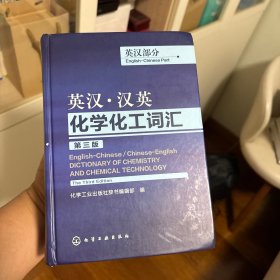 英汉部分
English-Chinese Part
英汉·汉英
化学化工词汇
第三版
English-Chinese / Chinese-English
DICTIONARY OF CHEMISTRY
AND CHEMICAL TECHNOLOGY
The Third Edition
化学工业出版社辞书编辑部 编
化学工业出版社